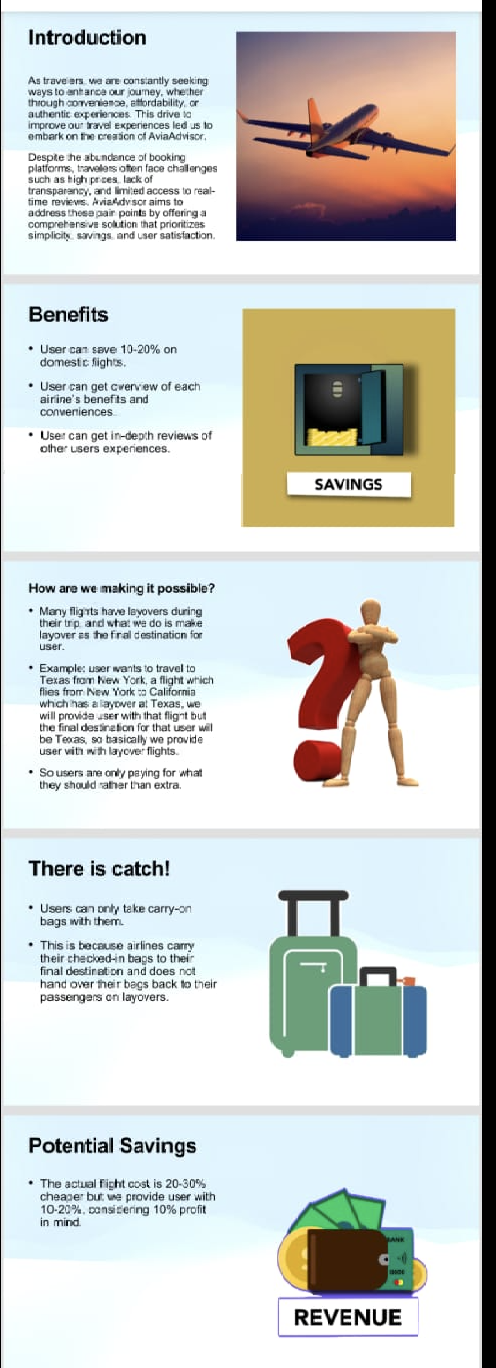 Introduction
As travelers, we are constantly seeking
ways to enhance our journey, whether
through convenience, affordability, or
authentic experiences. This drive to
improve our travel experiences led us to
embark on the creation of AviaAdvisor.
Despite the abundance of booking
platforms, travelers often face challenges
such as high prices, lack of
transparency, and limited access to real-
time reviews. AviaAdvisor aims to
address these pain points by offering a
comprehensive solution that prioritizes
simplicity, savings, and user satisfaction.
Benefits
• User can save 10-20% on
domestic flights.
• User can get overview of each
airline's benefits and
conveniences.
• User can get in-depth reviews of
other users experiences.
SAVINGS
How are we making it possible?
• Many flights have layovers during
their trip, and what we do is make
layover as the final destination for
user.
• Example: user wants to travel to
Texas from New York, a flight which
flies from New York to California
which has a layover at Texas, we
will provide user with that flight but
the final destination for that user will
be Texas, so basically we provide
user with with layover flights.
• So users are only paying for what
they should rather than extra.
There is catch!
• Users can only take carry-on
bags with them.
• This is because airlines carry
their checked-in bags to their
final destination and does not
hand over their bags back to their
passengers on layovers.
Potential Savings
• The actual flight cost is 20-30%
cheaper but we provide user with
10-20%, considering 10% profit
in mind.
REVENUE